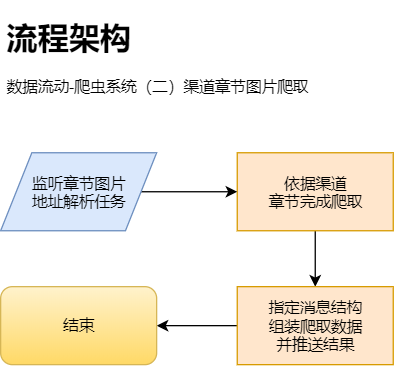 流程架构
数据流动-爬虫系统（二）渠道章节图片爬取
监听章节图片
地址解析任务
依据渠道
章节完成爬取
指定消息结构
组装爬取数据
并推送结果
结束